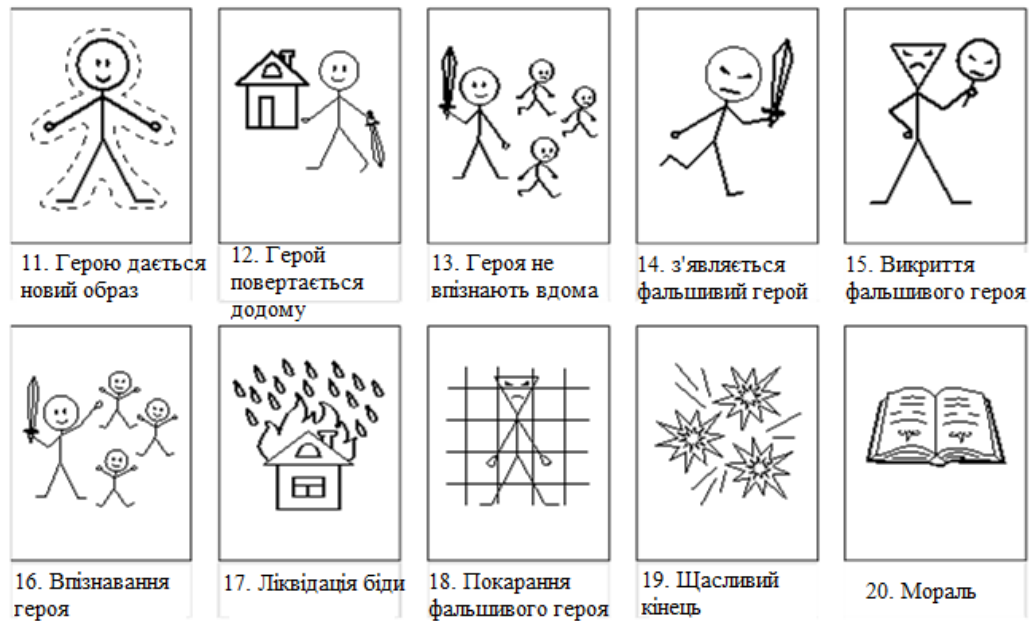 11. Герою дається
новий образ
12. Герой
повертається
додому
13. Героя не
впізнають вдома
14. з'являється
фальшивий герой
15. Викриття
фальшивого героя
16. Впізнавання
героя
17. Ліквідація біди
18. Покарання
фальшивого героя
19. Щасливий
кінець
20. Мораль